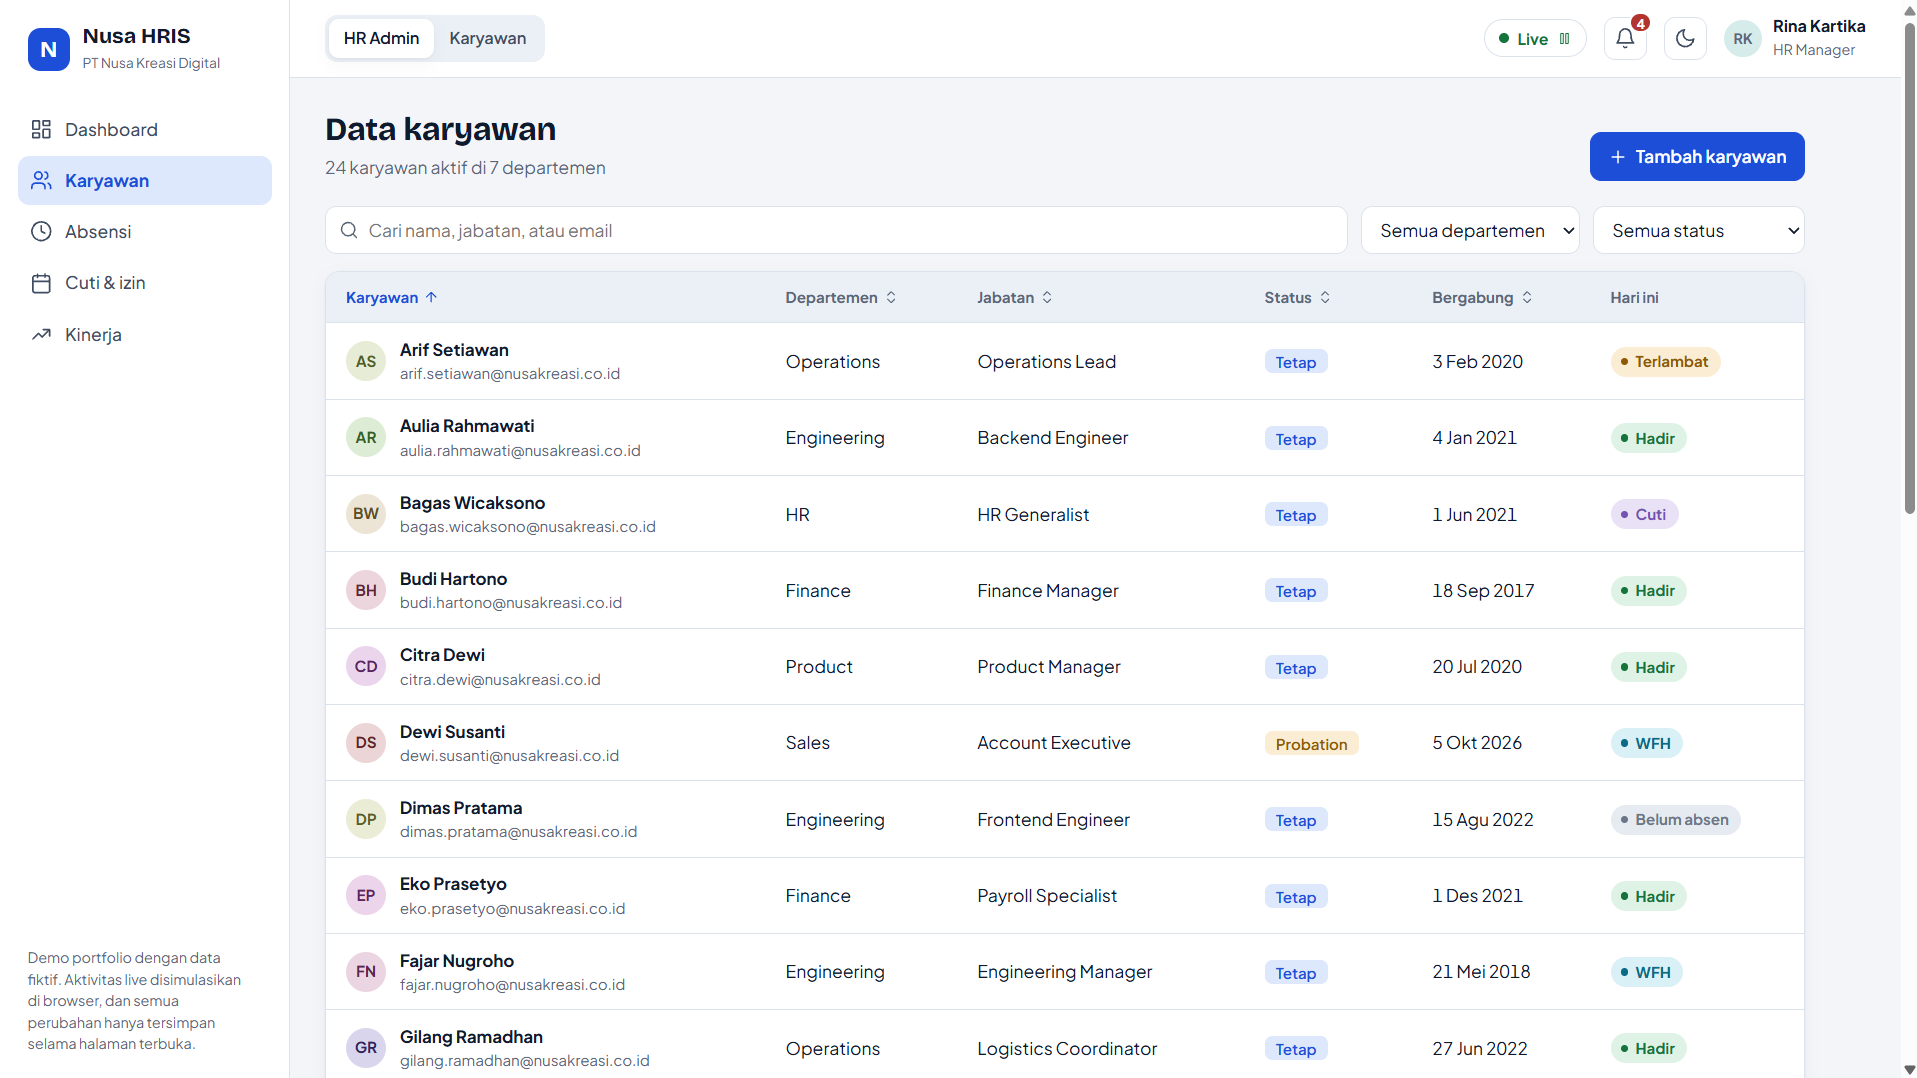 N
Nusa HRIS
PT Nusa Kreasi Digital
Dashboard
Karyawan
Absensi
Cuti & izin
Kinerja
Demo portfolio dengan data
fiktif. Aktivitas live disimulasikan
di browser, dan semua
perubahan hanya tersimpan
selama halaman terbuka.
HR Admin Karyawan
Live
4
RK
Rina Kartika
HR Manager
Data karyawan
24 karyawan aktif di 7 departemen
+ Tambah karyawan
Cari nama, jabatan, atau email
Semua departemen
Semua status
Karyawan Departemen Jabatan Status Bergabung Hari ini
AS Arif Setiawan
arif.setiawan@nusakreasi.co.id
Operations Operations Lead Tetap 3 Feb 2020 Terlambat
AR Aulia Rahmawati
aulia.rahmawati@nusakreasi.co.id
Engineering Backend Engineer Tetap 4 Jan 2021 Hadir
BW Bagas Wicaksono
bagas.wicaksono@nusakreasi.co.id
HR HR Generalist Tetap 1 Jun 2021 Cuti
BH Budi Hartono
budi.hartono@nusakreasi.co.id
Finance Finance Manager Tetap 18 Sep 2017 Hadir
CD Citra Dewi
citra.dewi@nusakreasi.co.id
Product Product Manager Tetap 20 Jul 2020 Hadir
DS Dewi Susanti
dewi.susanti@nusakreasi.co.id
Sales Account Executive Probation 5 Okt 2026 WFH
DP Dimas Pratama
dimas.pratama@nusakreasi.co.id
Engineering Frontend Engineer Tetap 15 Agu 2022 Belum absen
EP Eko Prasetyo
eko.prasetyo@nusakreasi.co.id
Finance Payroll Specialist Tetap 1 Des 2021 Hadir
FN Fajar Nugroho
fajar.nugroho@nusakreasi.co.id
Engineering Engineering Manager Tetap 21 Mei 2018 WFH
GR Gilang Ramadhan
gilang.ramadhan@nusakreasi.co.id
Operations Logistics Coordinator Tetap 27 Jun 2022 Hadir